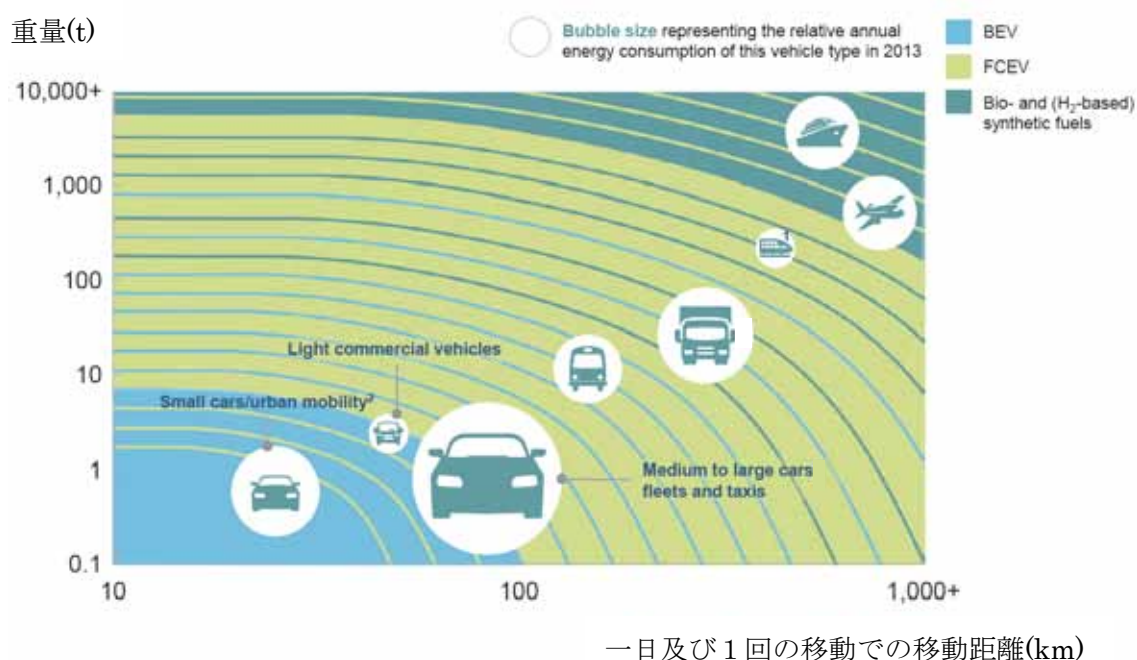 重量(t)
Bubble size representing the relative annual
energy consumption of this vehicle type in 2013
BEV
FCEV
Bio- and (H₂-based)
synthetic fuels
10,000+
1,000
100
10
1
0.1
1
Light commercial vehicles
Small cars/urban mobility²
Medium to large cars
fleets and taxis
10
100
1,000+
一日及び１回の移動での移動距離(km)